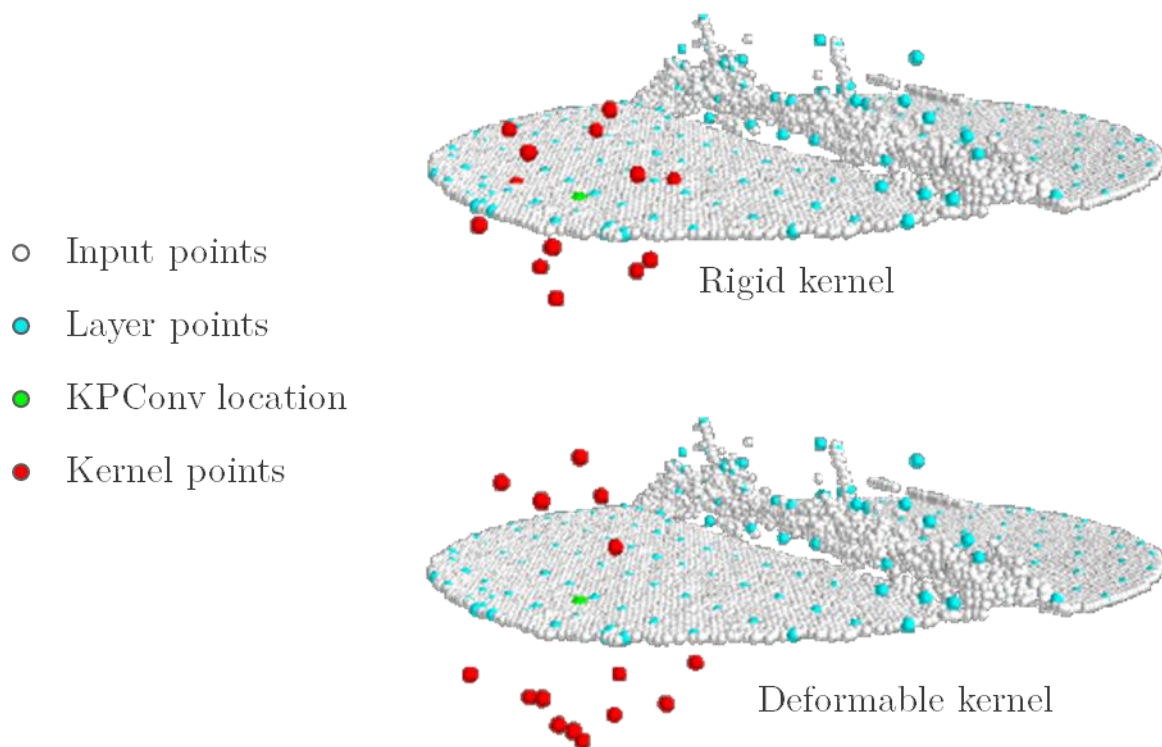 Input points
Layer points
KPConv location
Kernel points
Rigid kernel
Deformable kernel